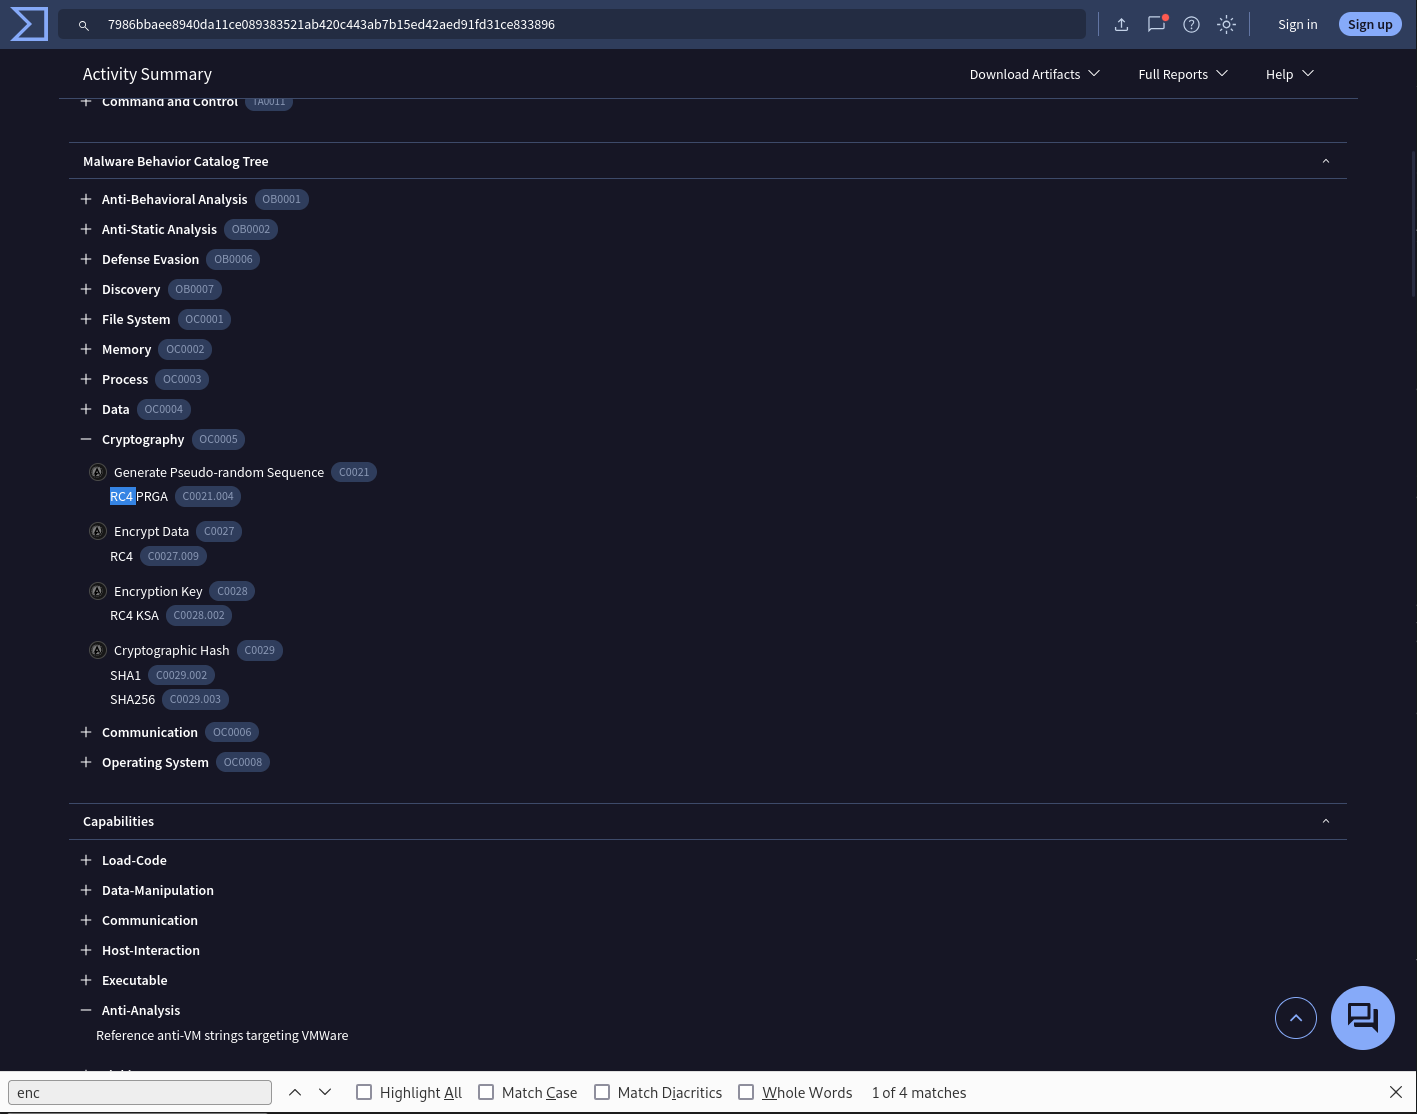 7986bbaee8940da11ce089383521ab420c443ab7b15ed42aed91fd31ce833896 Sign in Sign up
Activity Summary Download Artifacts Full Reports Help
Command and Control TA0011
Malware Behavior Catalog Tree
Anti-Behavioral Analysis OB0001
Anti-Static Analysis OB0002
Defense Evasion OB0006
Discovery OB0007
File System OC0001
Memory OC0002
Process OC0003
Data OC0004
Cryptography OC0005
Generate Pseudo-random Sequence C0021
RC4 PRGA C0021.004
Encrypt Data C0027
RC4 C0027.009
Encryption Key C0028
RC4 KSA C0028.002
Cryptographic Hash C0029
SHA1 C0029.002
SHA256 C0029.003
Communication OC0006
Operating System OC0008
Capabilities
Load-Code
Data-Manipulation
Communication
Host-Interaction
Executable
Anti-Analysis
Reference anti-VM strings targeting VMWare
enc Highlight All Match Case Match Diacritics Whole Words 1 of 4 matches